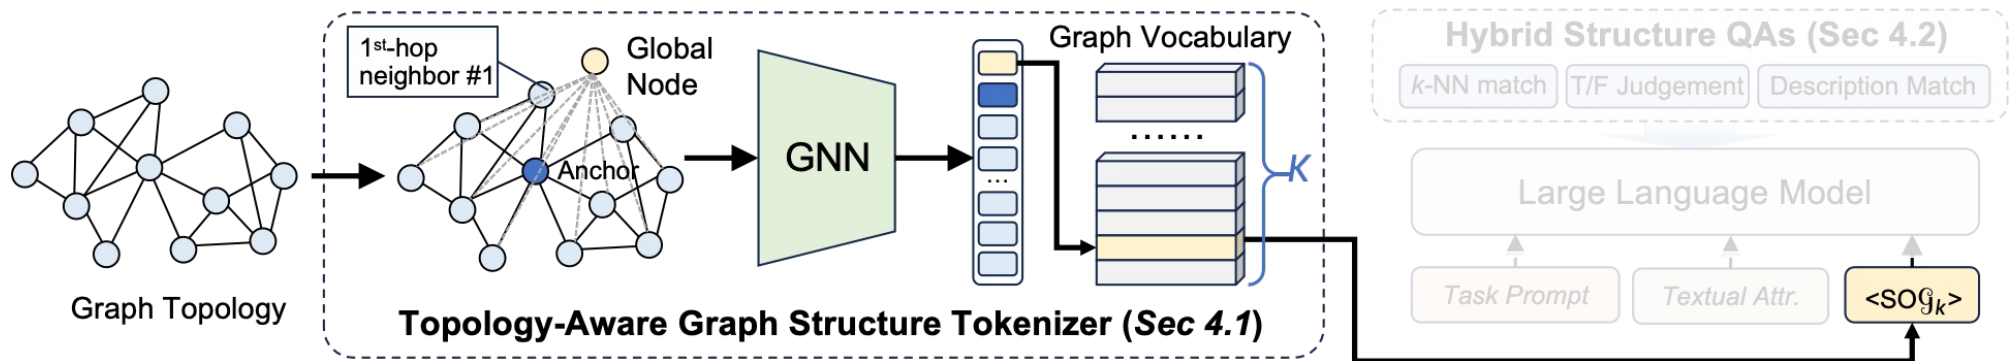 Graph Topology
1st-hop
neighbor #1
Global
Node
Anchor
GNN
...
Graph Vocabulary
......
K
Topology-Aware Graph Structure Tokenizer (Sec 4.1)
Hybrid Structure QAs (Sec 4.2)
k-NN match
T/F Judgement
Description Match
Large Language Model
Task Prompt
Textual Attr.
<SO𝒢k>